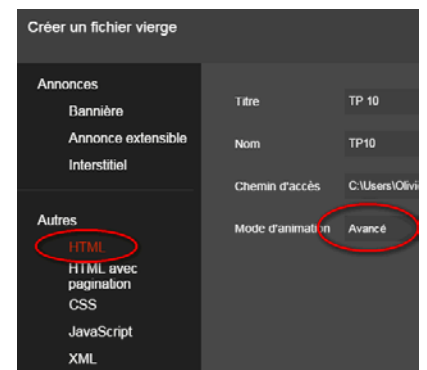 Créer un fichier vierge
Annonces
Bannière
Annonce extensible
Interstitiel
Autres
HTML
HTML avec
pagination
CSS
JavaScript
XML
Titre TP 10
Nom TP10
Chemin d'accès C:\Users\Olivi
Mode d'animation Avancé